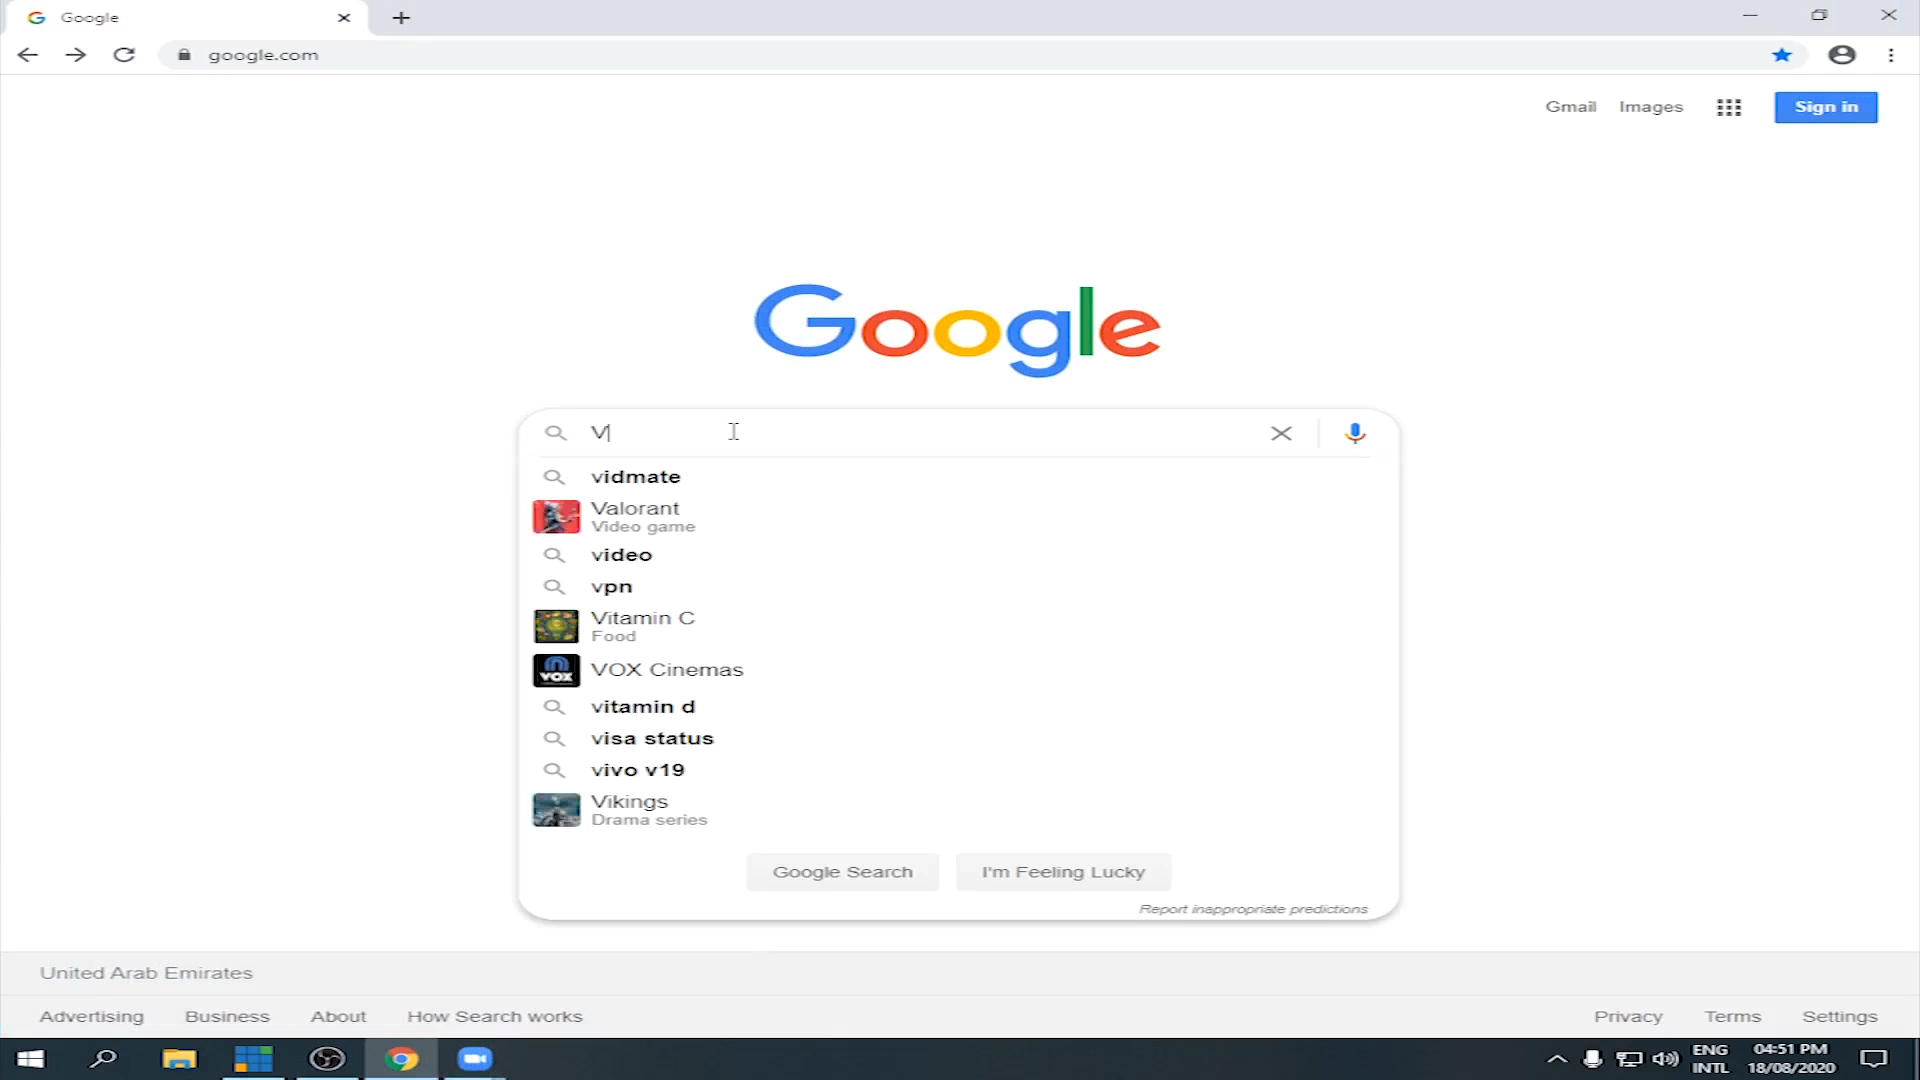 Google
google.com
Gmail Images Sign in
Google
V
vidmate
Valorant
Video game
video
vpn
Vitamin C
Food
VOX
VOX Cinemas
vitamin d
visa status
vivo v19
Vikings
Drama series
Google Search I'm Feeling Lucky
Report inappropriate predictions
United Arab Emirates
Advertising Business About How Search works Privacy Terms Settings
ENG 04:51 PM
INTL 18/08/2020